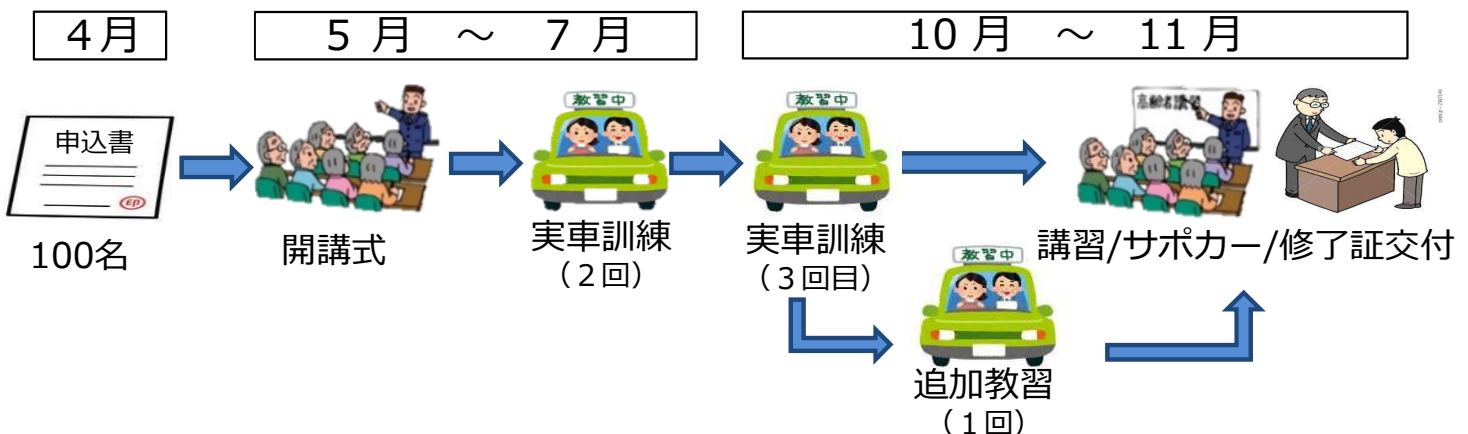 4月
5 月 ～ 7 月
10 月 ～ 11 月
申込書
100名
開講式
教習中
実車訓練
（２回）
教習中
実車訓練
（３回目）
高齢者講習
講習/サポカー/修了証交付
教習中
追加教習
（１回）